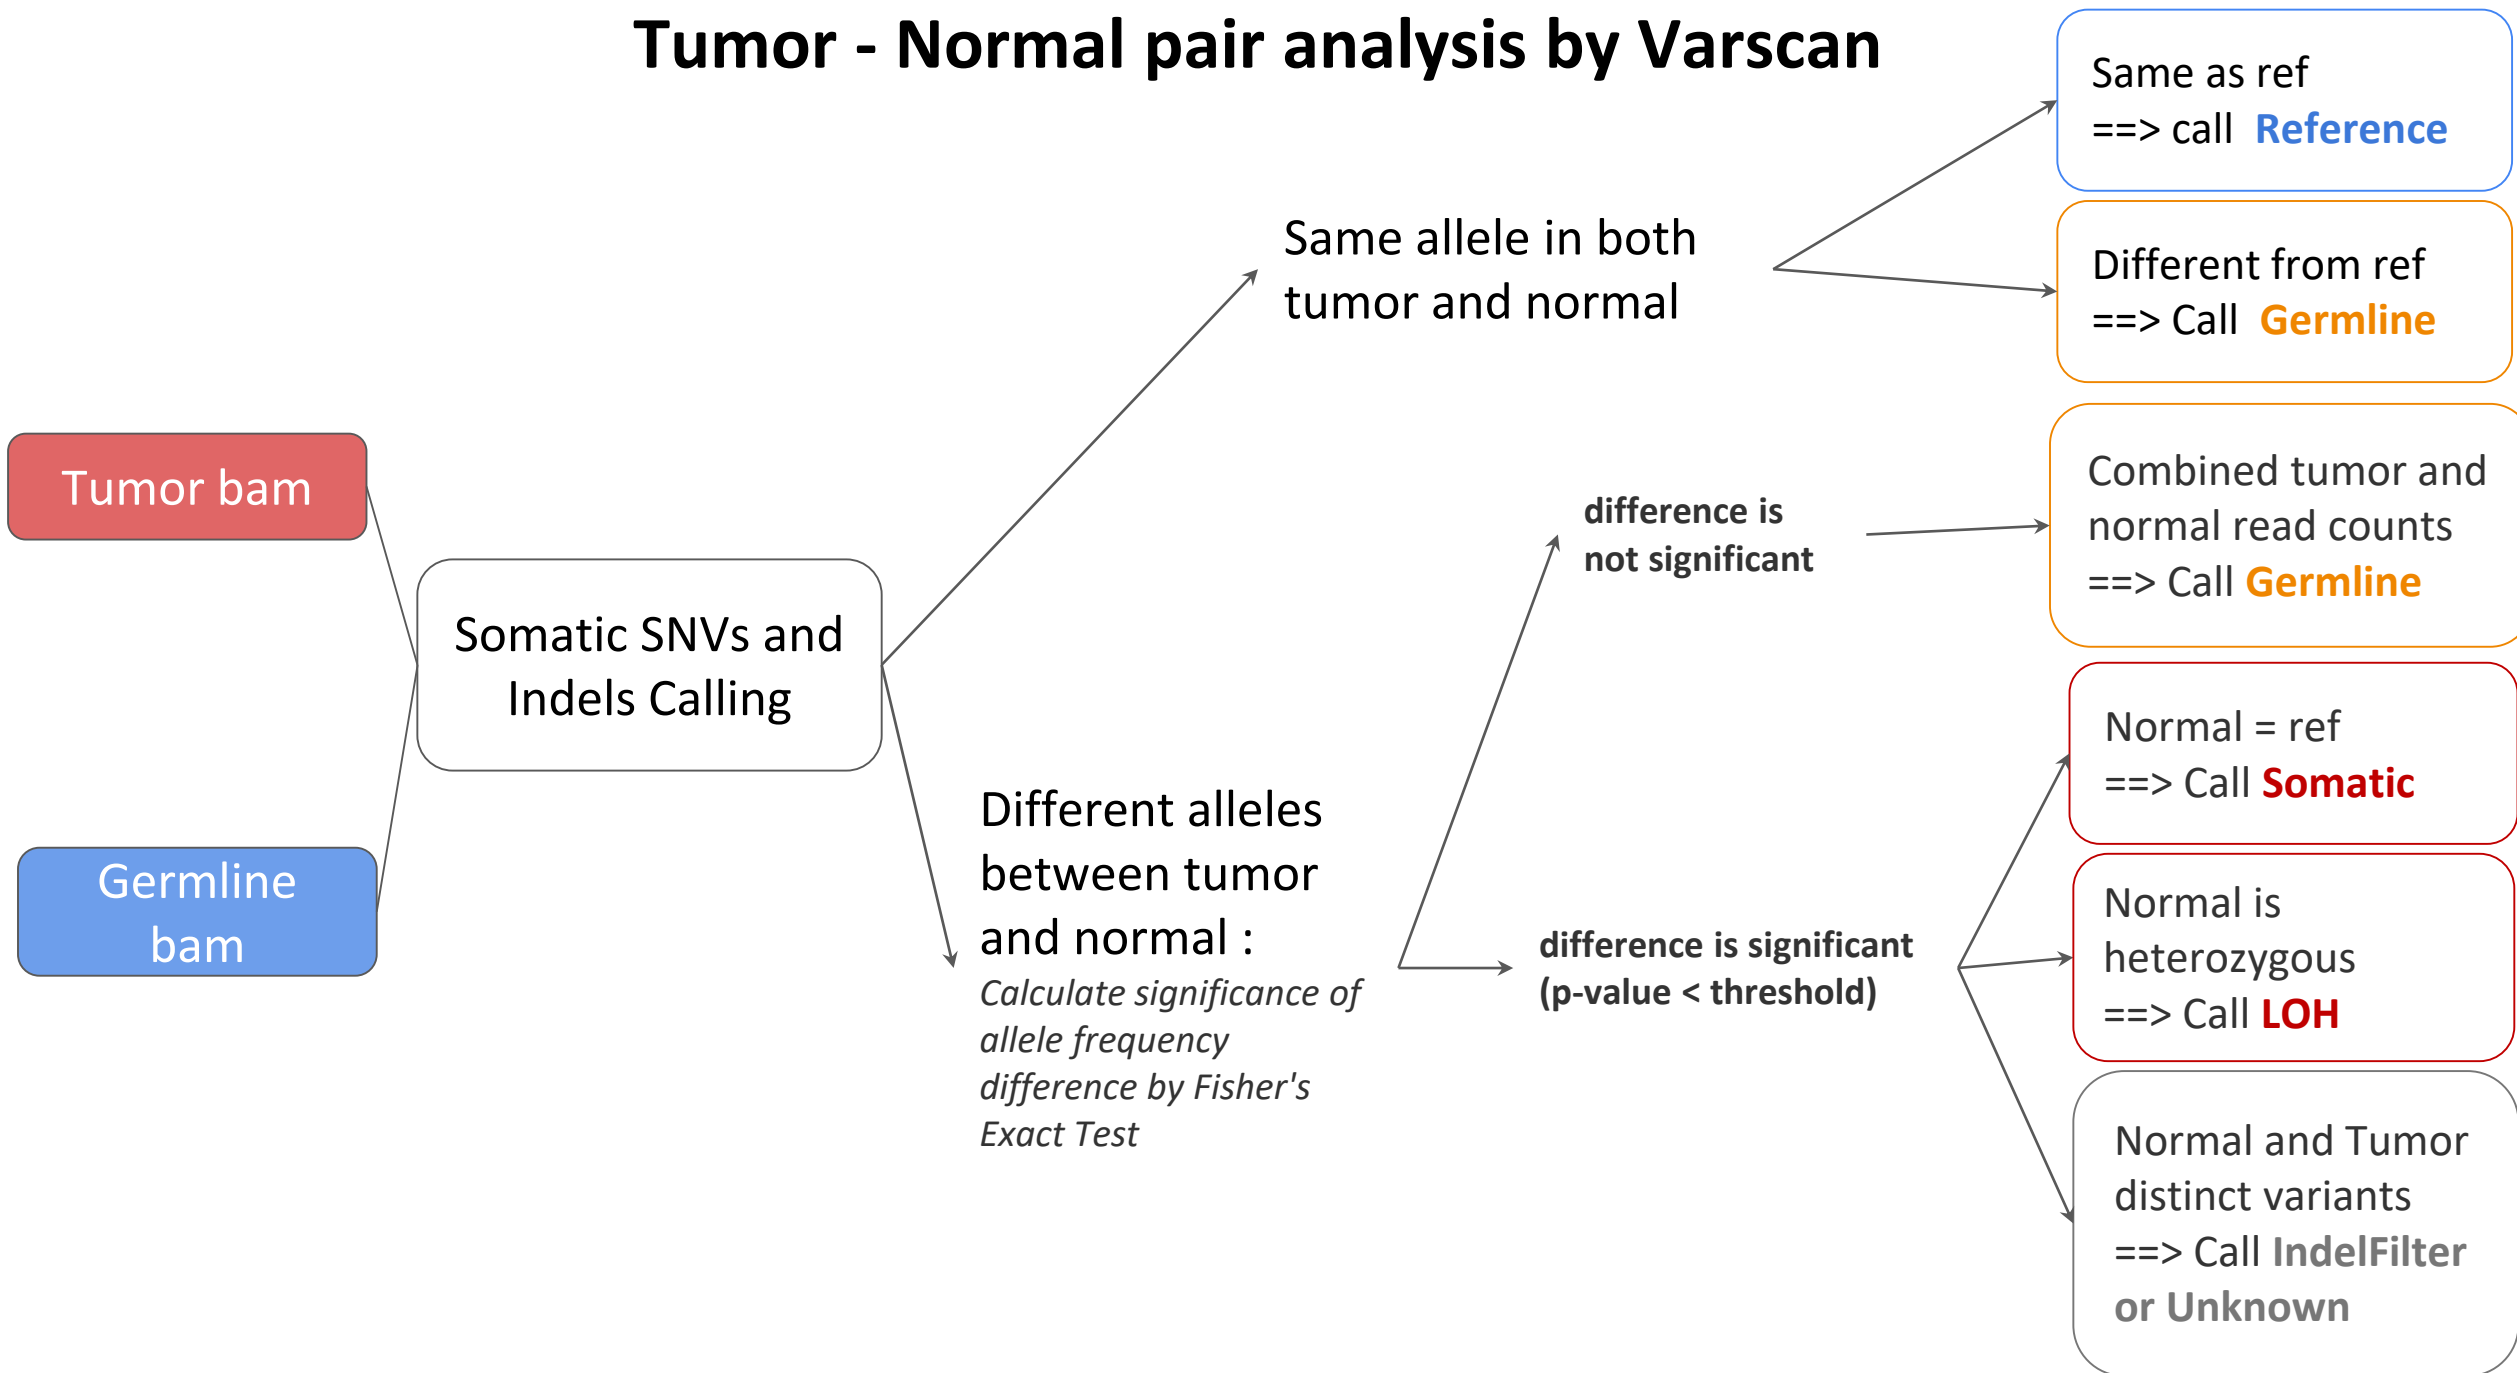 Tumor - Normal pair analysis by Varscan
Same as ref
==> call Reference
Same allele in both
tumor and normal
Different from ref
==> Call Germline
Tumor bam
difference is
not significant
Combined tumor and
normal read counts
==> Call Germline
Somatic SNVs and
Indels Calling
Germline
bam
Different alleles
between tumor
and normal :
Calculate significance of
allele frequency
difference by Fisher's
Exact Test
difference is significant
(p-value < threshold)
Normal = ref
==> Call Somatic
Normal is
heterozygous
==> Call LOH
Normal and Tumor
distinct variants
==> Call IndelFilter
or Unknown